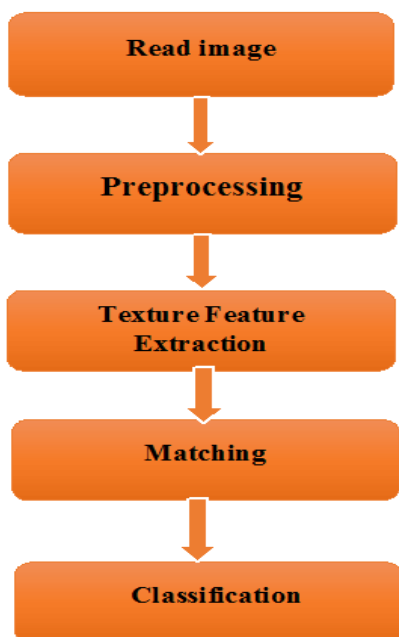 Read image
Preprocessing
Texture Feature
Extraction
Matching
Classification